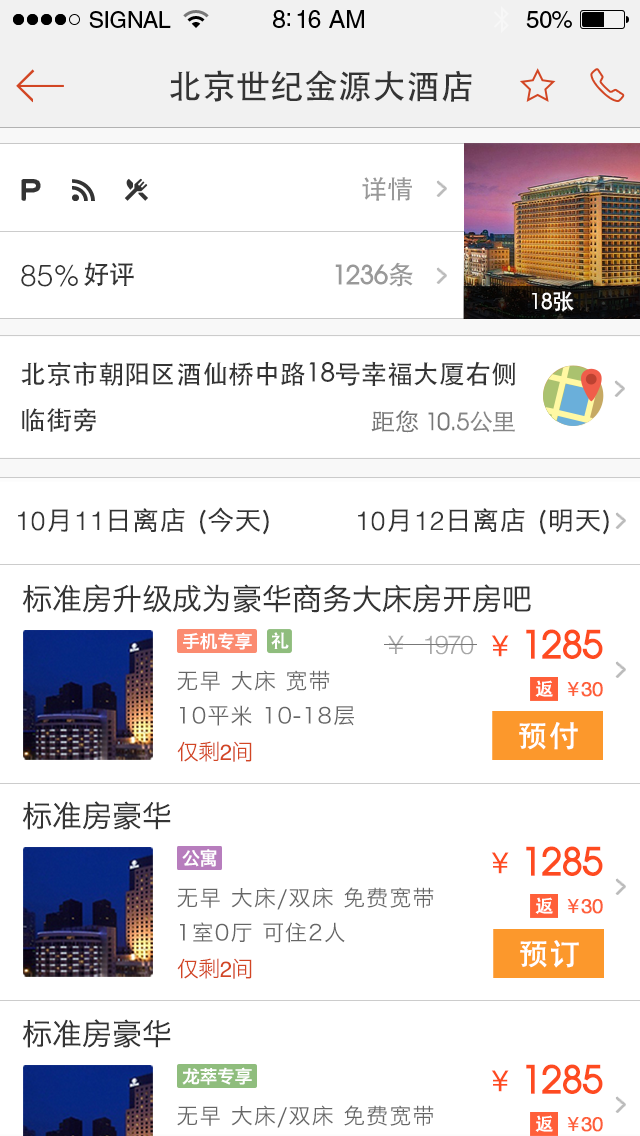 SIGNAL 8:16 AM 50%
北京世纪金源大酒店
P 详情
85%好评 1236条
18张
北京市朝阳区酒仙桥中路18号幸福大厦右侧
临街旁 距您 10.5公里
10月11日离店 (今天) 10月12日离店 (明天)
标准房升级成为豪华商务大床房开房吧
手机专享 礼 ¥ 1970 ¥ 1285
无早 大床 宽带 返 ¥30
10平米 10-18层 预付
仅剩2间
标准房豪华
公寓 ¥ 1285
无早 大床/双床 免费宽带 返 ¥30
1室0厅 可住2人 预订
仅剩2间
标准房豪华
龙萃专享 ¥ 1285
无早 大床/双床 免费宽带 返 ¥30